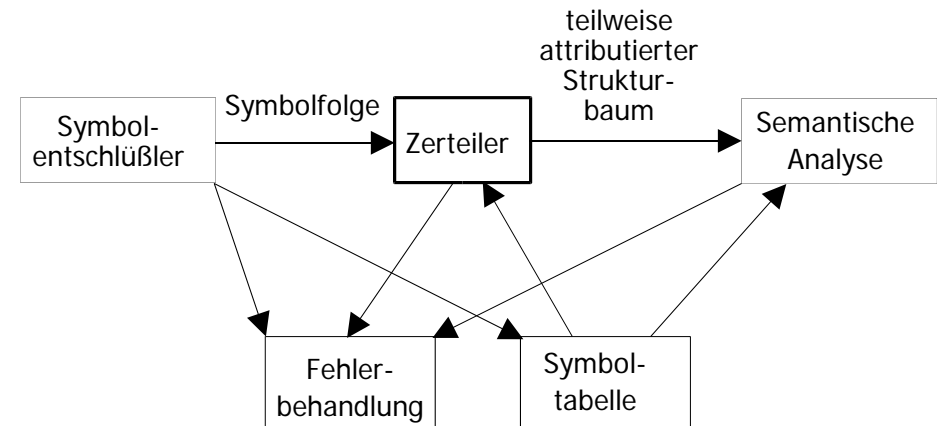 teilweise
attributierter
Struktur-
baum
Symbolfolge
Symbol-
entschlüßler
Zerteiler
Semantische
Analyse
Fehler-
behandlung
Symbol-
tabelle